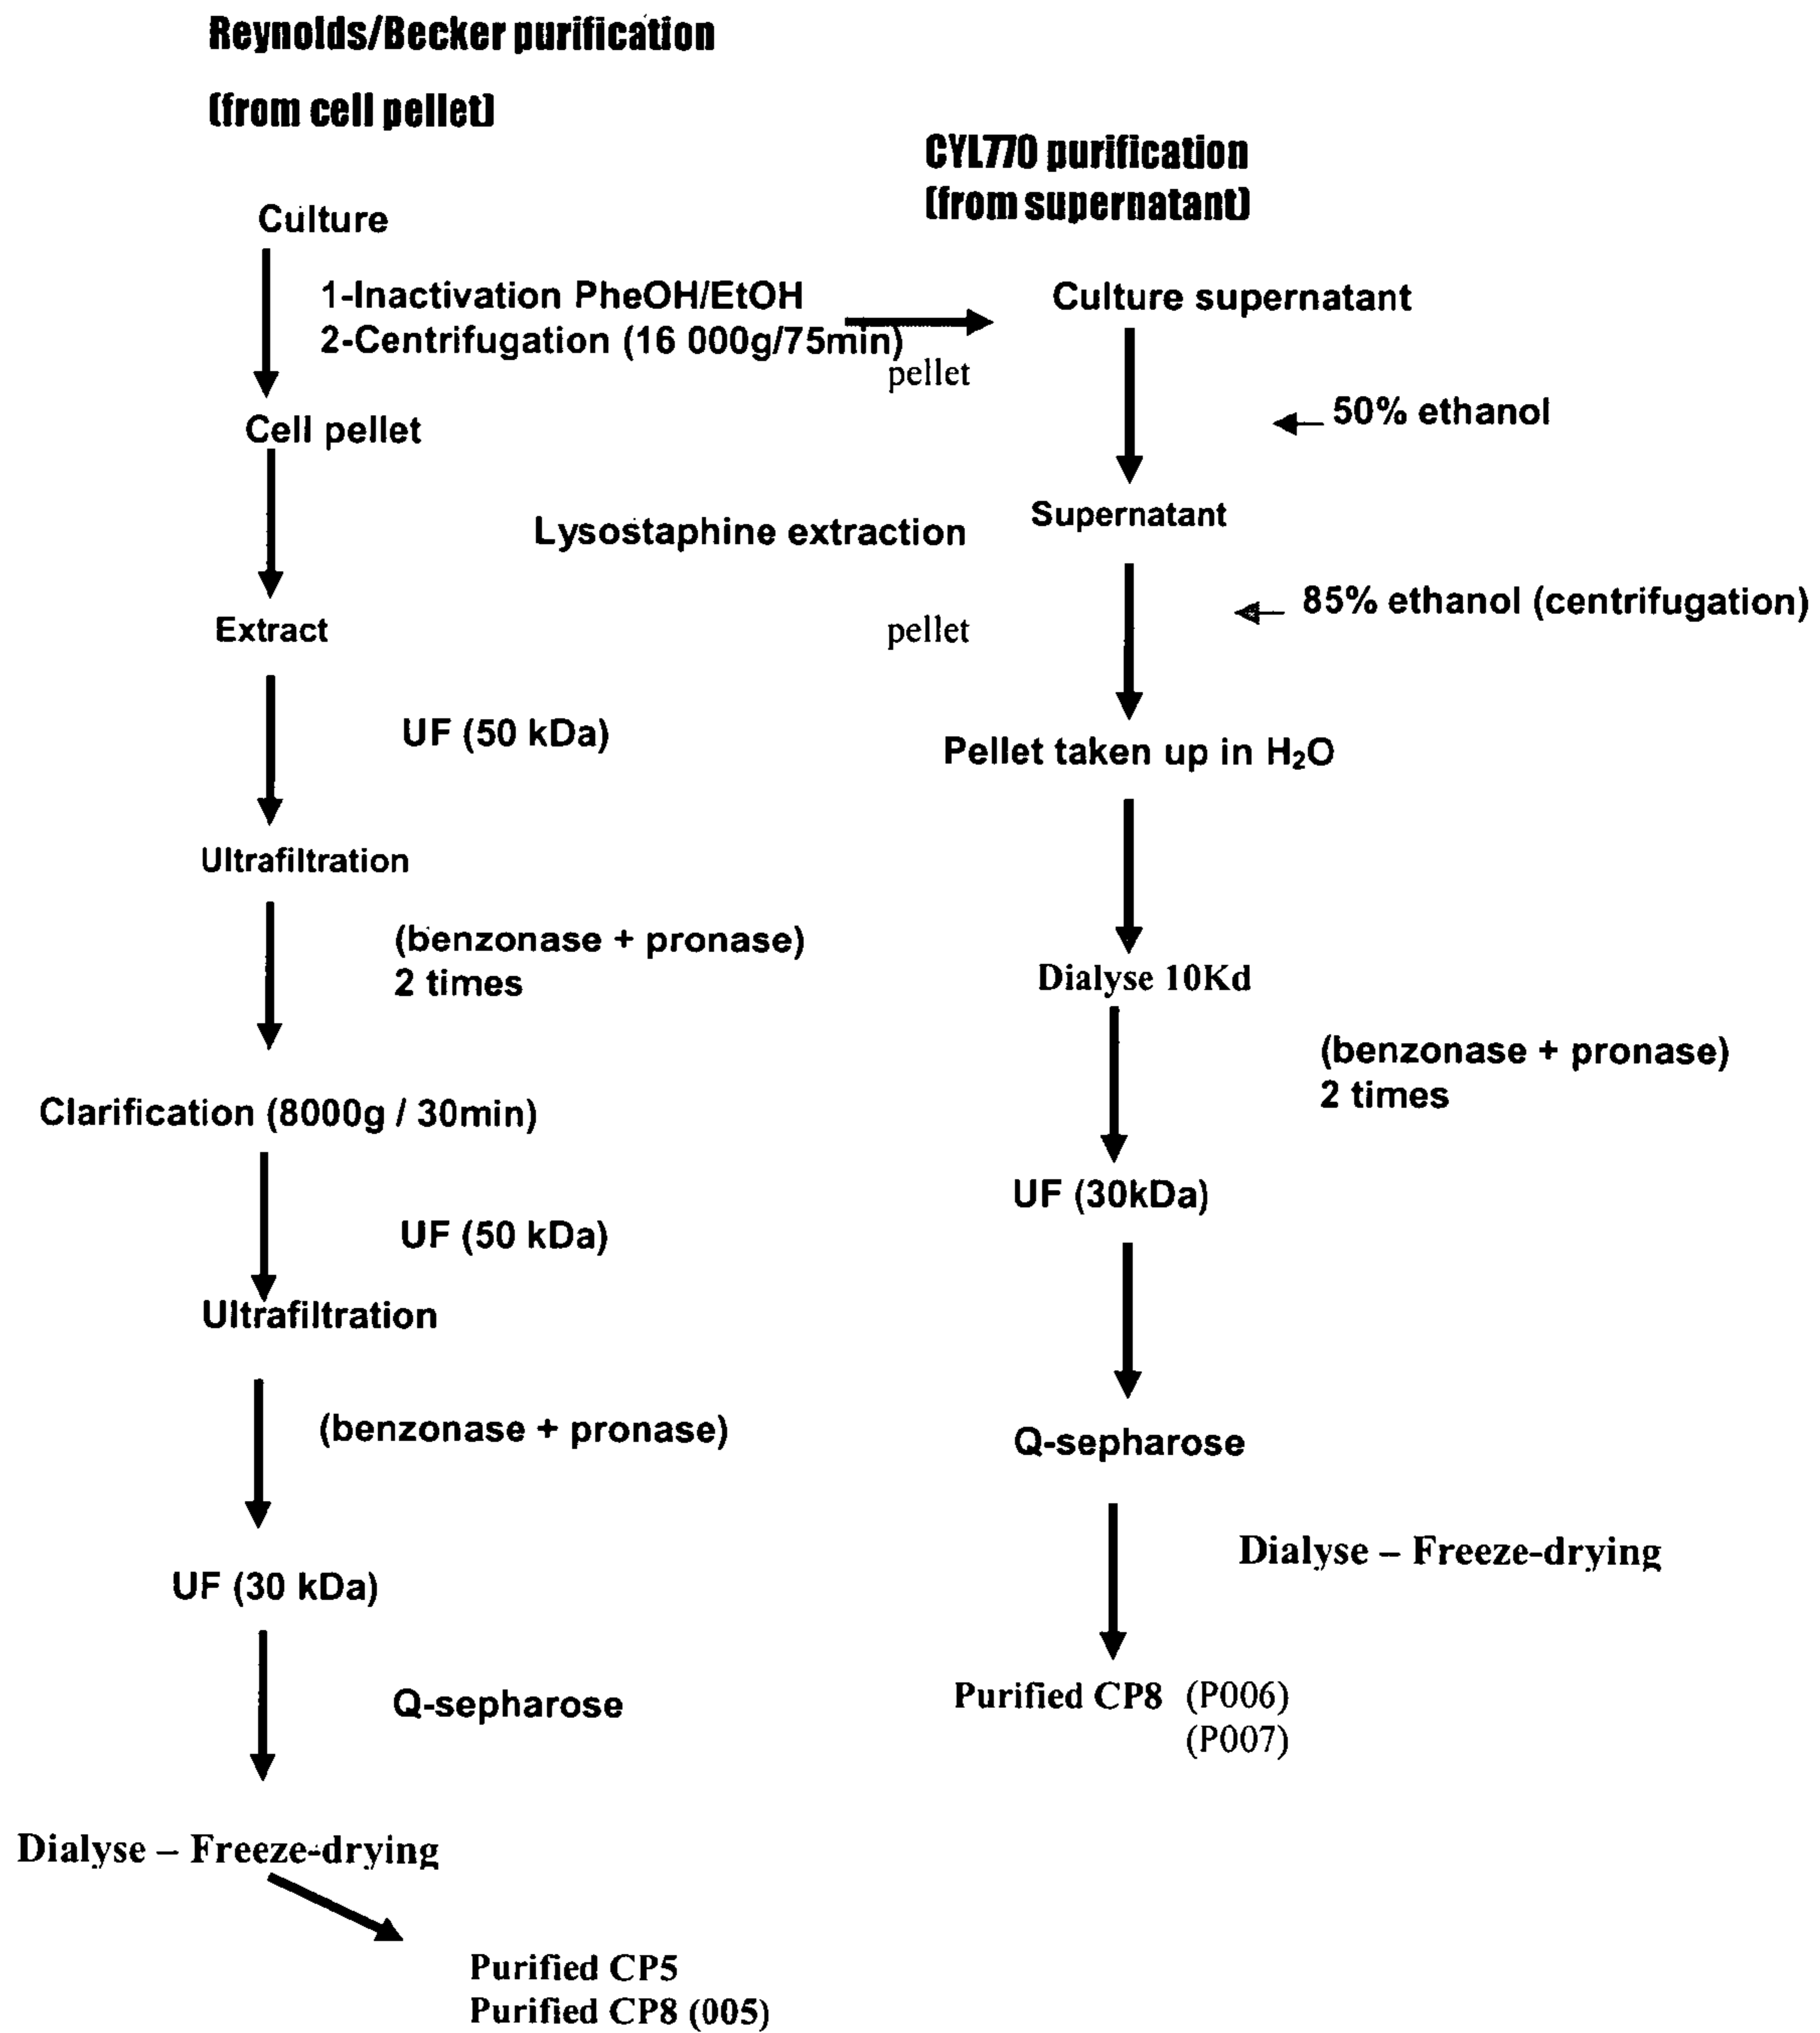 Reynolds/Becker purification
(from cell pellet)
Culture
1-Inactivation PheOH/EtOH
2-Centrifugation (16 000g/75min)
pellet
Cell pellet
Lysostaphine extraction
Extract
pellet
UF (50 kDa)
Ultrafiltration
(benzonase + pronase)
2 times
Clarification (8000g / 30min)
UF (50 kDa)
Ultrafiltration
(benzonase + pronase)
UF (30 kDa)
Q-sepharose
Dialyse – Freeze-drying
Purified CP5
Purified CP8 (005)
CYL770 purification
(from supernatant)
Culture supernatant
50% ethanol
Supernatant
85% ethanol (centrifugation)
Pellet taken up in H₂O
Dialyse 10Kd
(benzonase + pronase)
2 times
UF (30kDa)
Q-sepharose
Dialyse – Freeze-drying
Purified CP8 (P006)
(P007)